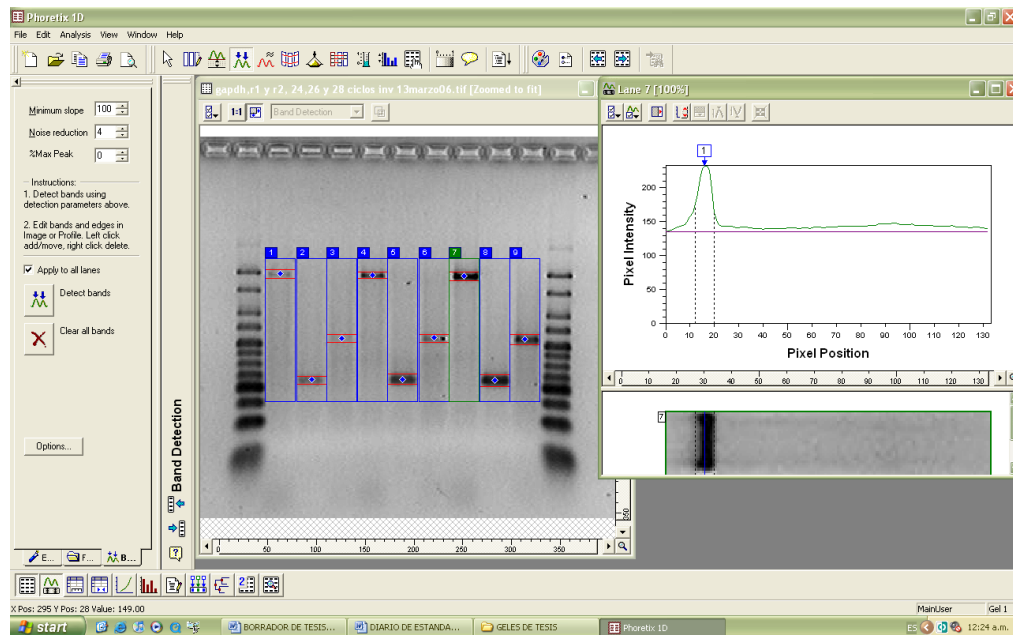 Phoretix 1D
File Edit Analysis View Window Help
Minimum slope 100
Noise reduction 4
%Max Peak 0
Instructions:
1. Detect bands using
detection parameters above.
2. Edit bands and edges in
Image or Profile. Left click
add/move, right click delete.
Apply to all lanes
Detect bands
Clear all bands
Options...
E... F... B...
Band Detection
gapdh,r1 y r2, 24,26 y 28 ciclos inv 13marzo06.tif [Zoomed to fit]
1:1 Band Detection
1 2 3 4 5 6 7 8 9
0 50 100 150 200 250 300 350
350
Lane 7 [100%]
1
Pixel Intensity
200
150
100
50
0
0 10 20 30 40 50 60 70 80 90 100 110 120 130
Pixel Position
0 10 20 30 40 50 60 70 80 90 100 110 120 130
7
X Pos: 295 Y Pos: 28 Value: 149.00
MainUser Gel 1
start BORRADOR DE TESIS... DIARIO DE ESTANDA... GELES DE TESIS Phoretix 1D ES 12:24 a.m.